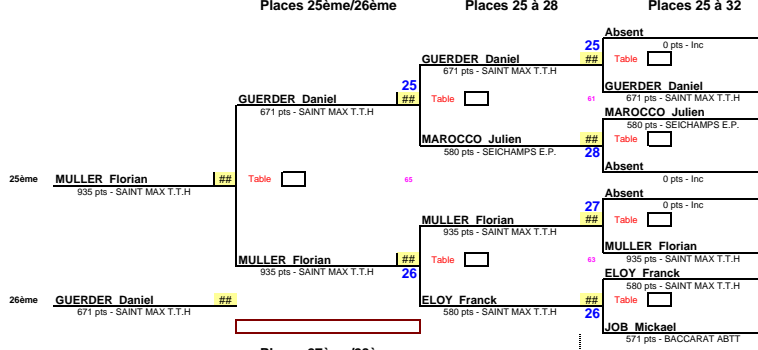 Places 25ème/26ème
Places 25 à 28
Places 25 à 32
Absent
25
0 pts - Inc
GUERDER Daniel
##
Table
671 pts - SAINT MAX T.T.H
25
GUERDER Daniel
GUERDER Daniel
##
Table
61
671 pts - SAINT MAX T.T.H
671 pts - SAINT MAX T.T.H
MAROCCO Julien
580 pts - SEICHAMPS E.P.
MAROCCO Julien
##
Table
580 pts - SEICHAMPS E.P.
28
Absent
25ème
MULLER Florian
##
Table
65
0 pts - Inc
935 pts - SAINT MAX T.T.H
Absent
27
0 pts - Inc
MULLER Florian
##
Table
935 pts - SAINT MAX T.T.H
MULLER Florian
MULLER Florian
##
Table
63
935 pts - SAINT MAX T.T.H
935 pts - SAINT MAX T.T.H
26
ELOY Franck
580 pts - SAINT MAX T.T.H
26ème
GUERDER Daniel
##
ELOY Franck
##
Table
671 pts - SAINT MAX T.T.H
580 pts - SAINT MAX T.T.H
26
JOB Mickael
571 pts - BACCARAT ABTT